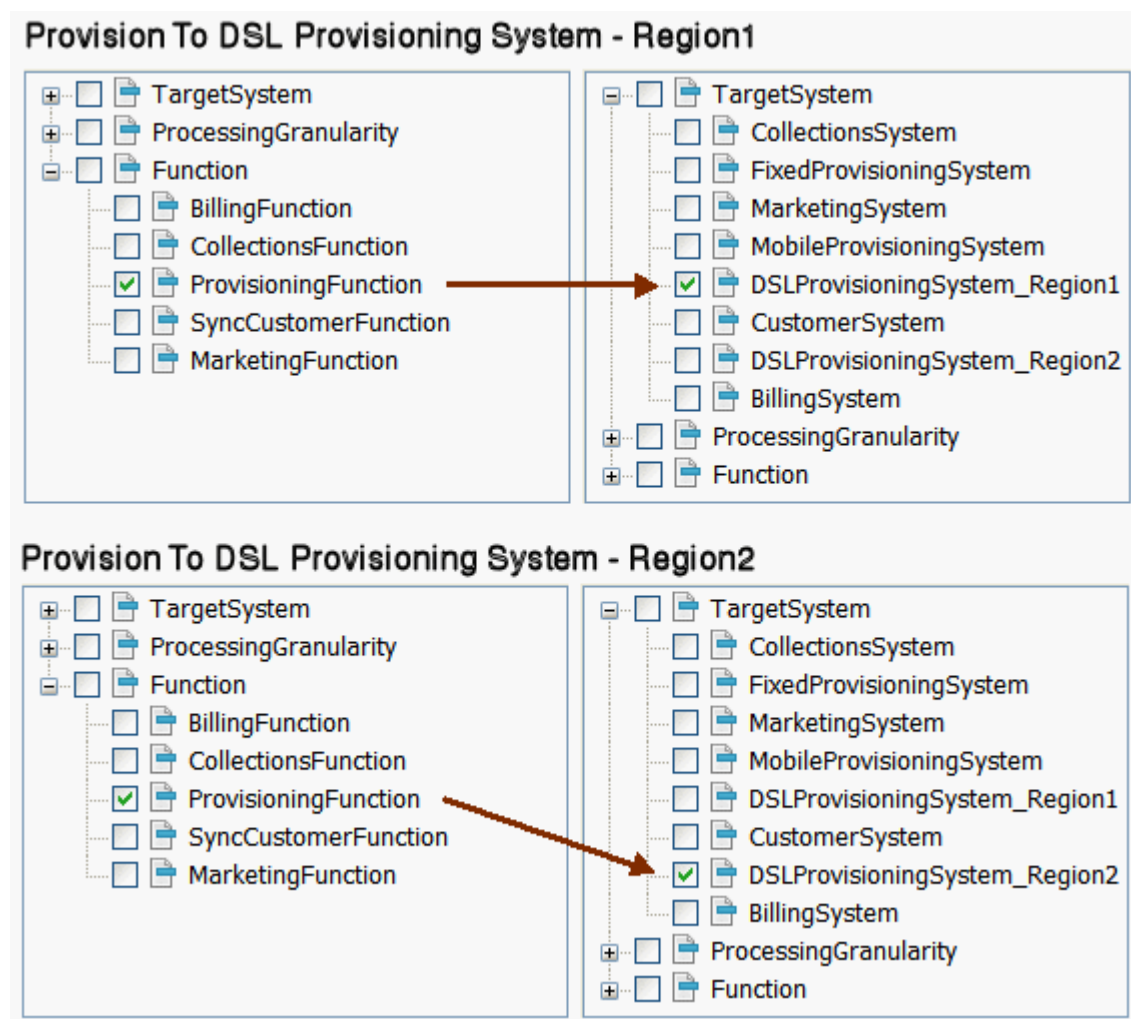 Provision To DSL Provisioning System - Region1
TargetSystem
ProcessingGranularity
Function
BillingFunction
CollectionsFunction
ProvisioningFunction
SyncCustomerFunction
MarketingFunction
TargetSystem
CollectionsSystem
FixedProvisioningSystem
MarketingSystem
MobileProvisioningSystem
DSLProvisioningSystem_Region1
CustomerSystem
DSLProvisioningSystem_Region2
BillingSystem
ProcessingGranularity
Function
Provision To DSL Provisioning System - Region2
TargetSystem
ProcessingGranularity
Function
BillingFunction
CollectionsFunction
ProvisioningFunction
SyncCustomerFunction
MarketingFunction
TargetSystem
CollectionsSystem
FixedProvisioningSystem
MarketingSystem
MobileProvisioningSystem
DSLProvisioningSystem_Region1
CustomerSystem
DSLProvisioningSystem_Region2
BillingSystem
ProcessingGranularity
Function